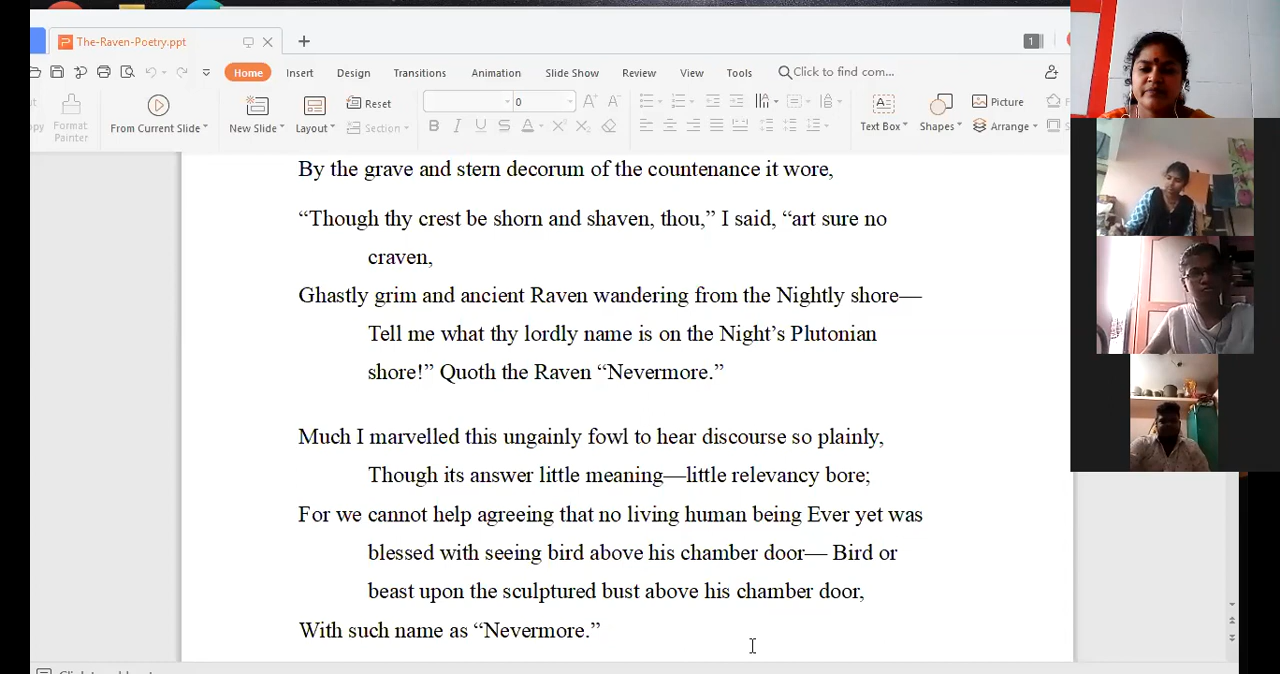 The-Raven-Poetry.ppt
1
Home Insert Design Transitions Animation Slide Show Review View Tools Click to find com...
Format Painter
From Current Slide
New Slide
Layout
Reset
Section
0
B I U S A X² X₂
Text Box
Shapes
Picture
Arrange
By the grave and stern decorum of the countenance it wore,
“Though thy crest be shorn and shaven, thou,” I said, “art sure no
craven,
Ghastly grim and ancient Raven wandering from the Nightly shore—
Tell me what thy lordly name is on the Night’s Plutonian
shore!” Quoth the Raven “Nevermore.”
Much I marvelled this ungainly fowl to hear discourse so plainly,
Though its answer little meaning—little relevancy bore;
For we cannot help agreeing that no living human being Ever yet was
blessed with seeing bird above his chamber door— Bird or
beast upon the sculptured bust above his chamber door,
With such name as “Nevermore.”